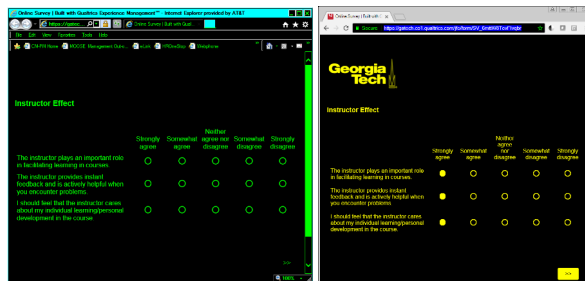 Online Survey | Built with Qualtrics Experience Management™ - Internet Explorer provided by AT&T
https://gatec
Online Survey | Built with Qual
File Edit View Favorites Tools Help
Instructor Effect
Strongly agree
Somewhat agree
Neither agree nor disagree
Somewhat disagree
Strongly disagree
The instructor plays an important role
in facilitating learning in courses.
The instructor provides instant
feedback and is actively helpful when
you encounter problems.
I should feel that the instructor cares
about my individual learning/personal
development in the course.
>>
100%
Online Survey | Built with
Secure
Georgia
Tech
Instructor Effect
Strongly agree
Somewhat agree
Neither agree nor disagree
Somewhat disagree
Strongly disagree
The instructor plays an important role
in facilitating learning in courses.
The instructor provides instant
feedback and is actively helpful when
you encounter problems.
I should feel that the instructor cares
about my individual learning/personal
development in the course.
>>